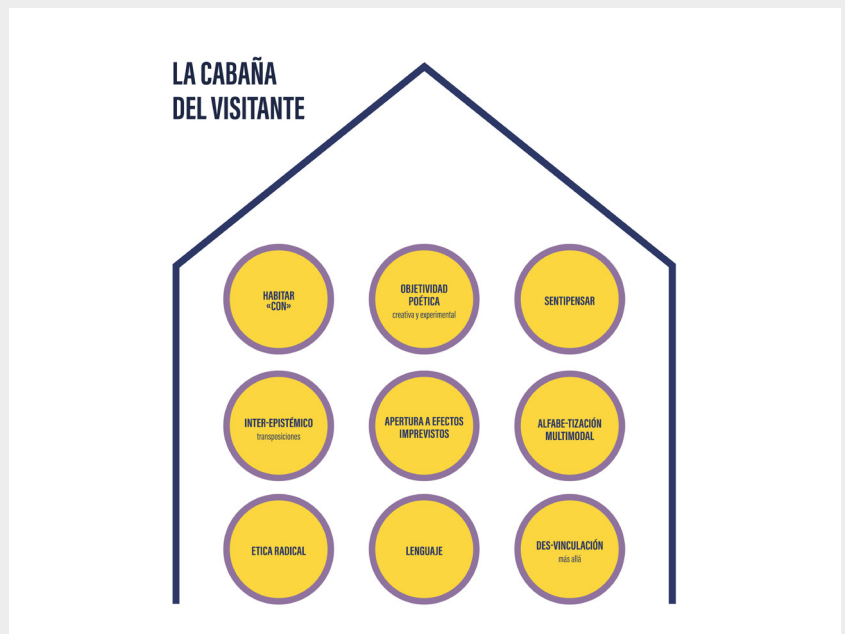 LA CABAÑA
DEL VISITANTE
HABITAR
«CON»
OBJETIVIDAD
POÉTICA
creativa y experimental
SENTIPENSAR
INTER-EPISTÉMICO
transposiciones
APERTURA A EFECTOS
IMPREVISTOS
ALFABE-TIZACIÓN
MULTIMODAL
ETICA RADICAL
LENGUAJE
DES-VINCULACIÓN
más allá